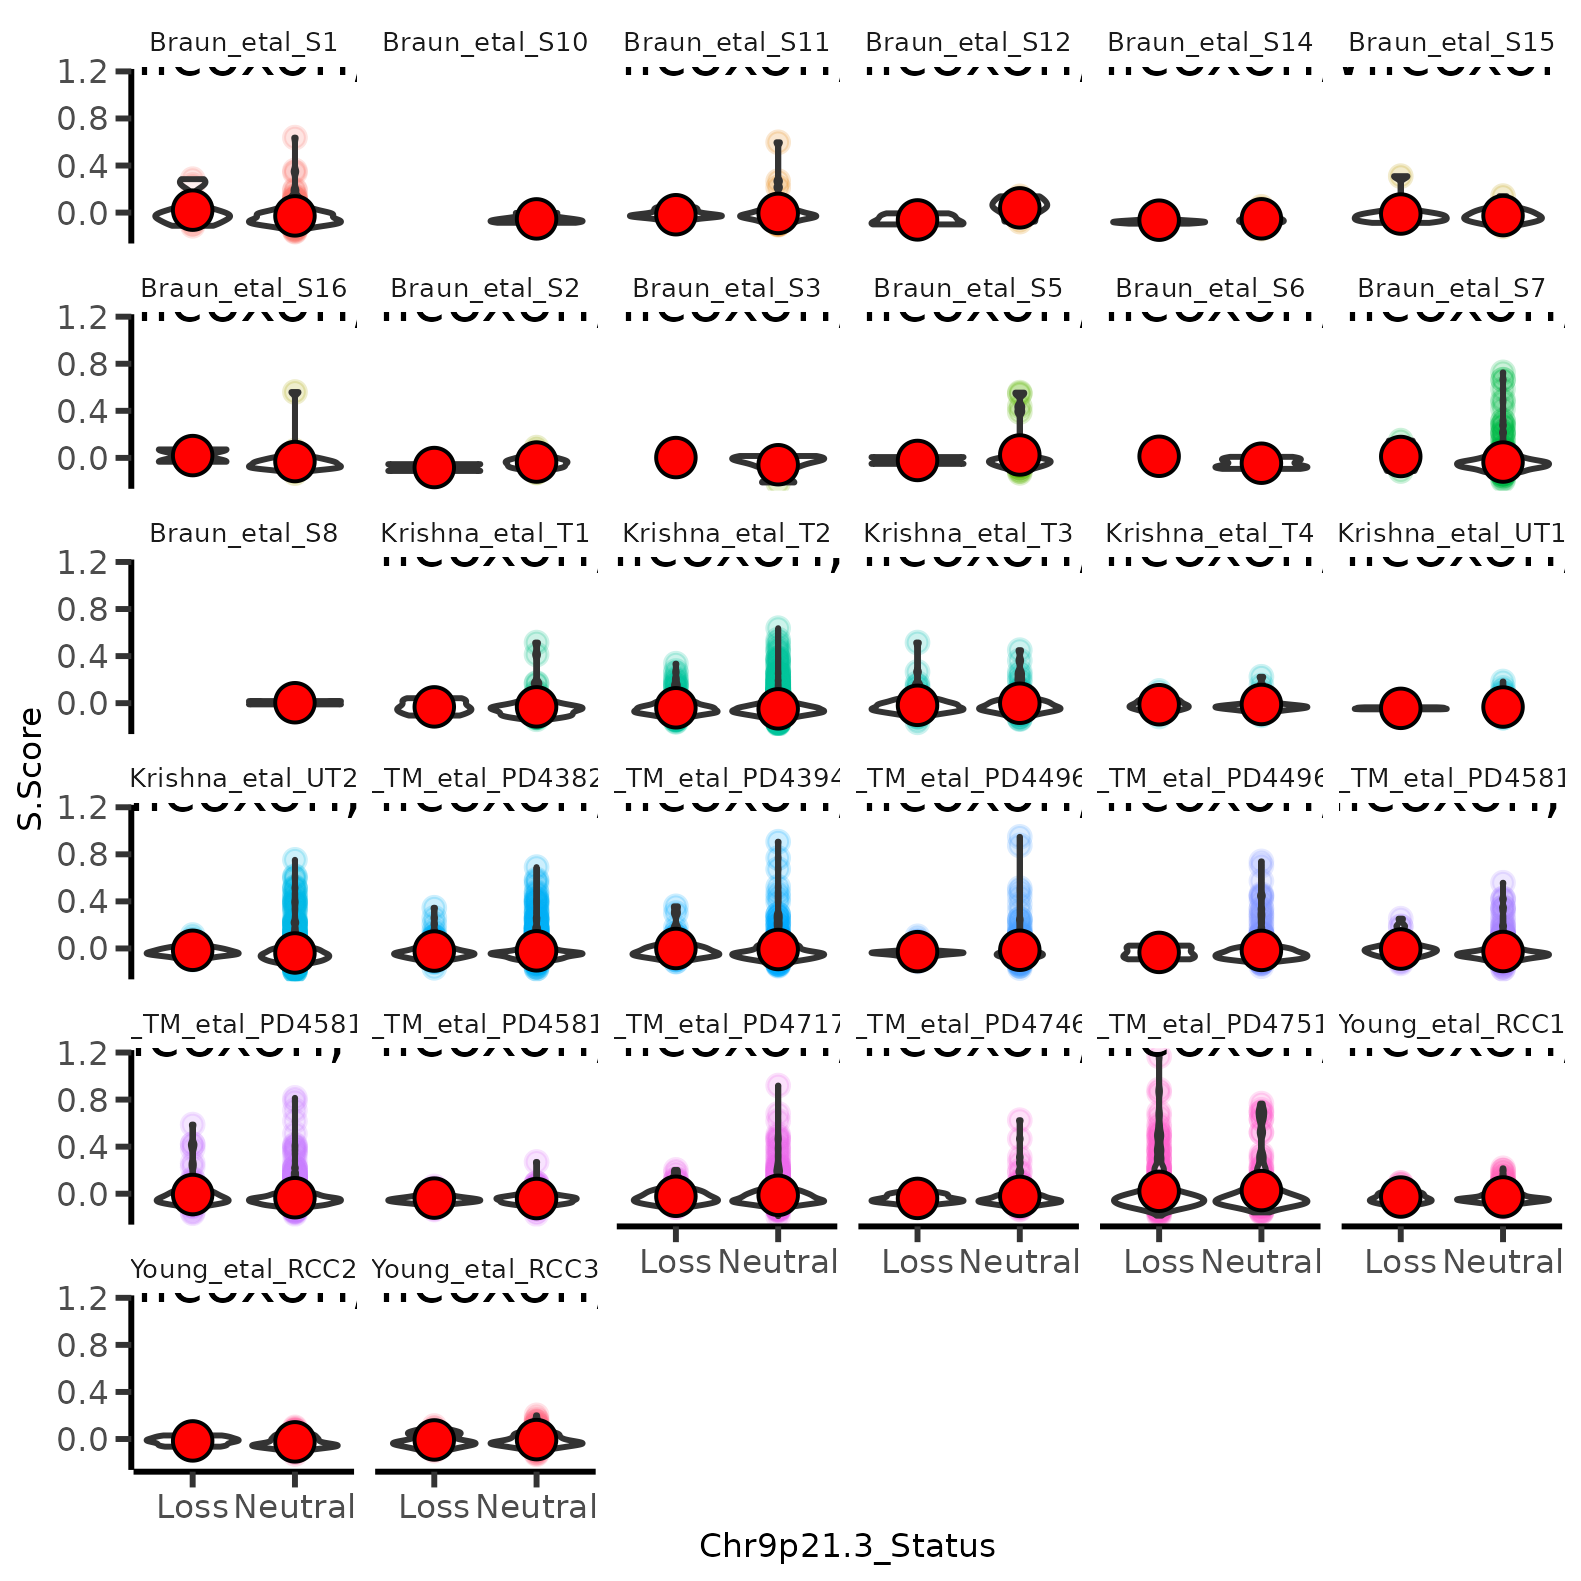 Braun_etal_S1 Braun_etal_S10 Braun_etal_S11 Braun_etal_S12 Braun_etal_S14 Braun_etal_S15
1.2
0.8
0.4
0.0
Braun_etal_S16 Braun_etal_S2 Braun_etal_S3 Braun_etal_S5 Braun_etal_S6 Braun_etal_S7
1.2
0.8
0.4
0.0
Braun_etal_S8 Krishna_etal_T1 Krishna_etal_T2 Krishna_etal_T3 Krishna_etal_T4 Krishna_etal_UT1
1.2
0.8
0.4
0.0
S.Score
Krishna_etal_UT2 _TM_etal_PD4382 _TM_etal_PD4394 _TM_etal_PD4496 _TM_etal_PD4496 _TM_etal_PD4581
1.2
0.8
0.4
0.0
_TM_etal_PD4581 _TM_etal_PD4581 _TM_etal_PD4717 _TM_etal_PD4746 _TM_etal_PD4751 Young_etal_RCC1
1.2
0.8
0.4
0.0
Loss Neutral Loss Neutral Loss Neutral Loss Neutral
Young_etal_RCC2 Young_etal_RCC3
1.2
0.8
0.4
0.0
Loss Neutral Loss Neutral
Chr9p21.3_Status